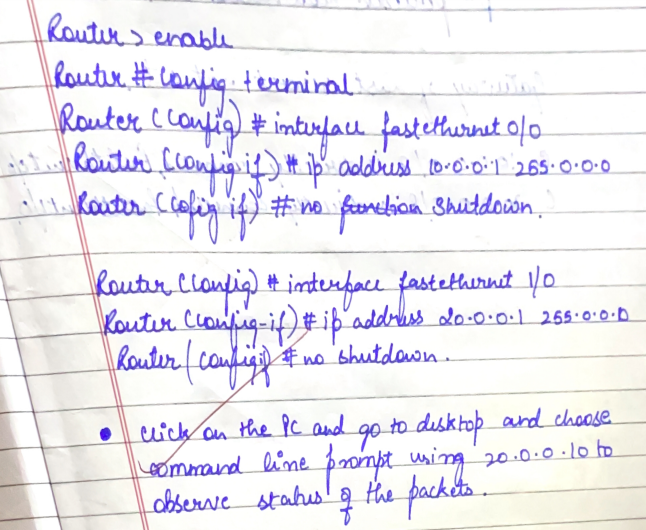 Router > enable
Router # config terminal
Router (config) # interface fastethernet 0/0
Router (config if) # ip address 10.0.0.1 255.0.0.0
Router (cofig if) # no function shutdown.
Router (config) # interface fastethernet 1/0
Router (config-if) # ip address 20.0.0.1 255.0.0.0
Router (config if) # no shutdown.
• click on the PC and go to desktop and choose
command line prompt using 20.0.0.10 to
observe status of the packets.